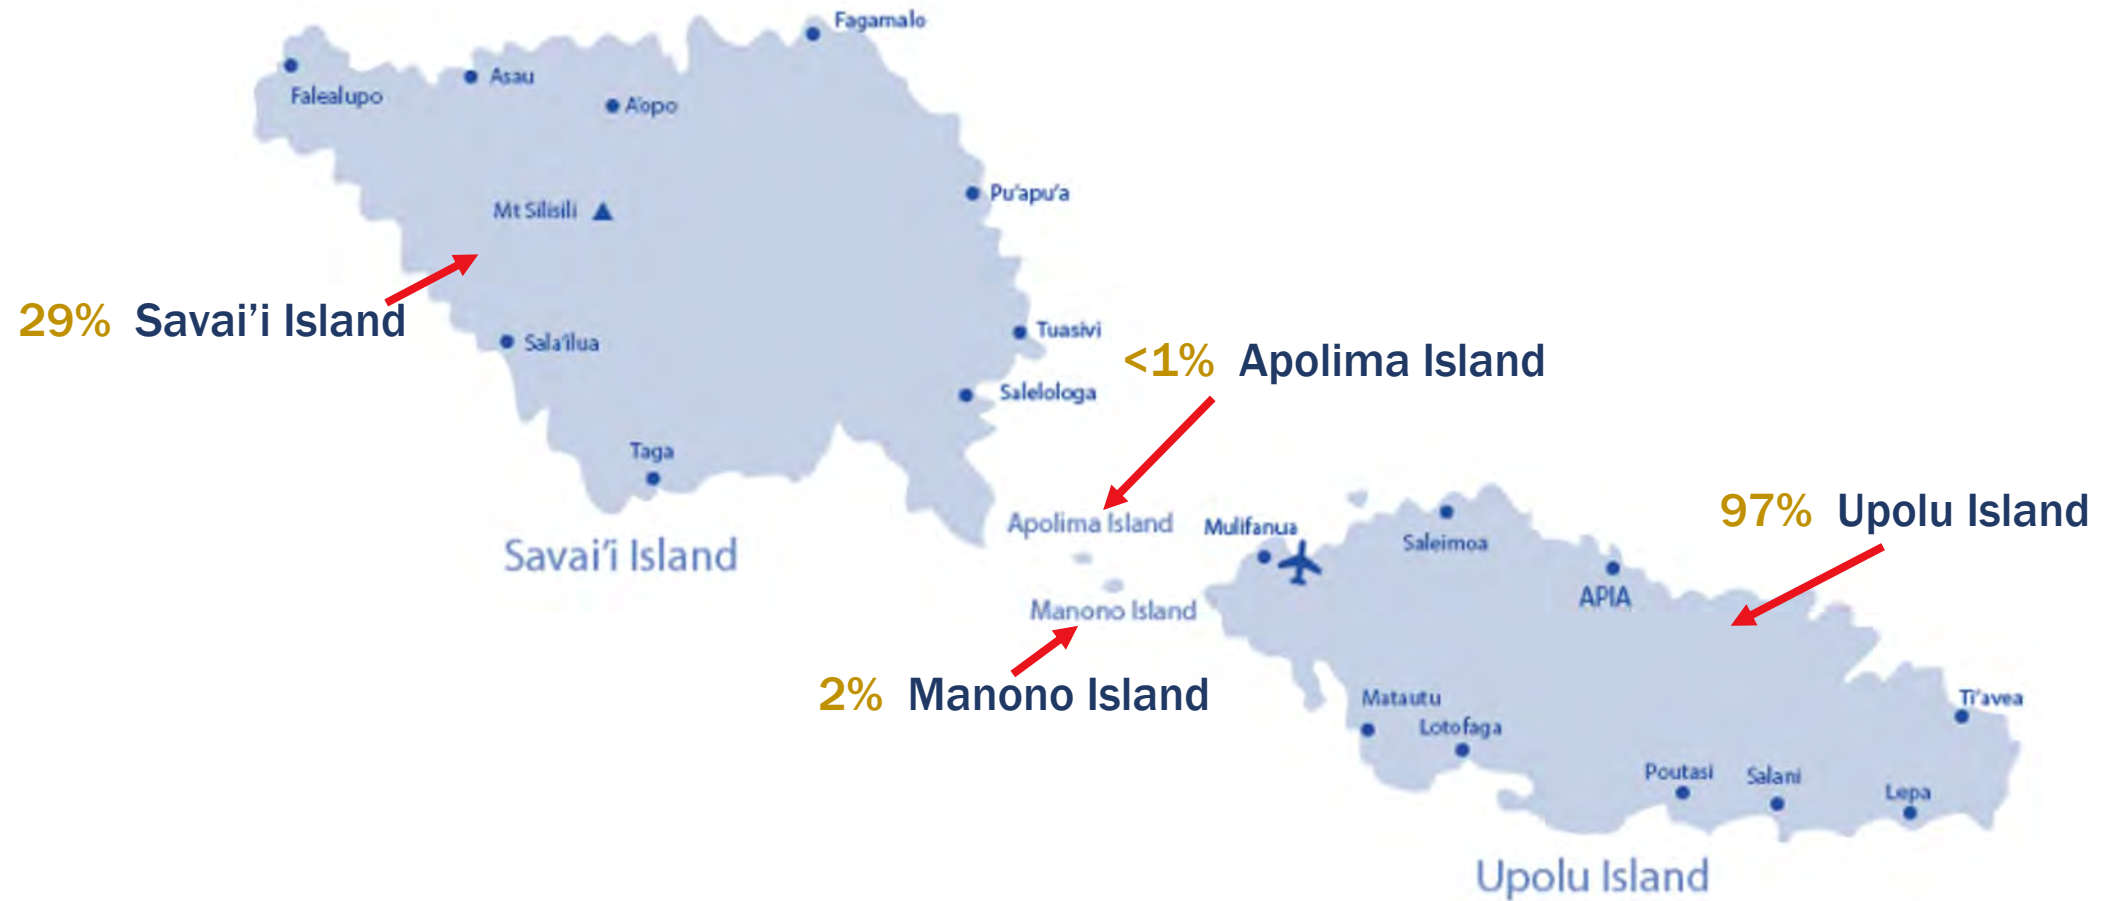 Fagamalo
Asau
Falealupo
A'opo
Pu'apu'a
Mt Silisili
29% Savai’i Island
Sala'ilua
Tuasivi
<1% Apolima Island
Salelologa
Taga
97% Upolu Island
Apolima Island
Mulifanua
Saleimoa
Savai'i Island
APIA
Manono Island
2% Manono Island
Matautu
Ti'avea
Lotofaga
Poutasi
Salani
Lepa
Upolu Island